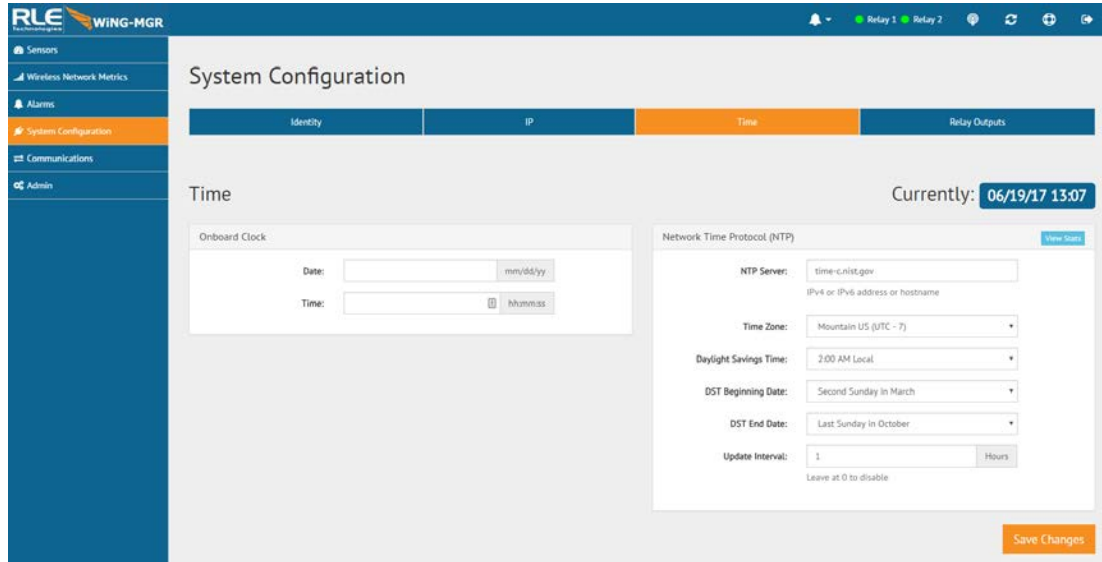 RLE WiNG-MGR
Technologies
Relay 1 Relay 2
Sensors
Wireless Network Metrics
Alarms
System Configuration
Communications
Admin
System Configuration
Identity IP Time Relay Outputs
Time
Currently: 06/19/17 13:07
Onboard Clock
Date: mm/dd/yy
Time: hh:mm:ss
Network Time Protocol (NTP) View Stats
NTP Server: time-c.nist.gov
IPv4 or IPv6 address or hostname
Time Zone: Mountain US (UTC - 7)
Daylight Savings Time: 2:00 AM Local
DST Beginning Date: Second Sunday in March
DST End Date: Last Sunday in October
Update Interval: 1 Hours
Leave at 0 to disable
Save Changes